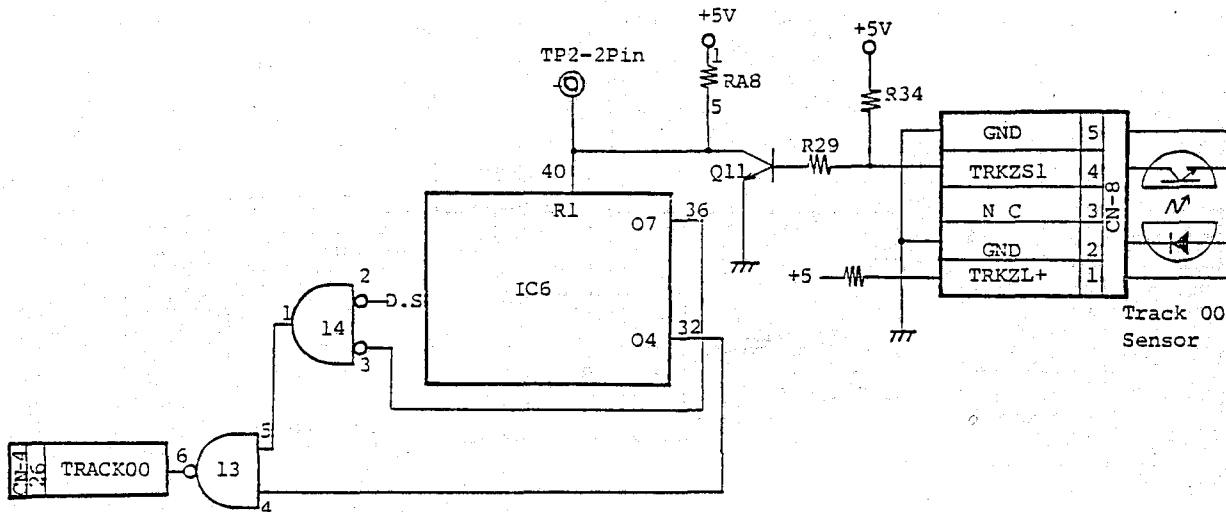 +5V
+5V
TP2-2Pin
1
RA8
5
R34
R29
Q11
GND 5
TRKZS1 4
N C 3
GND 2
TRKZL+ 1
CN-8
+5
Track 00
Sensor
40
R1
O7 36
IC6
O4 32
2
D.S
1
14
3
5
6
13
4
CN-4
26
TRACK00